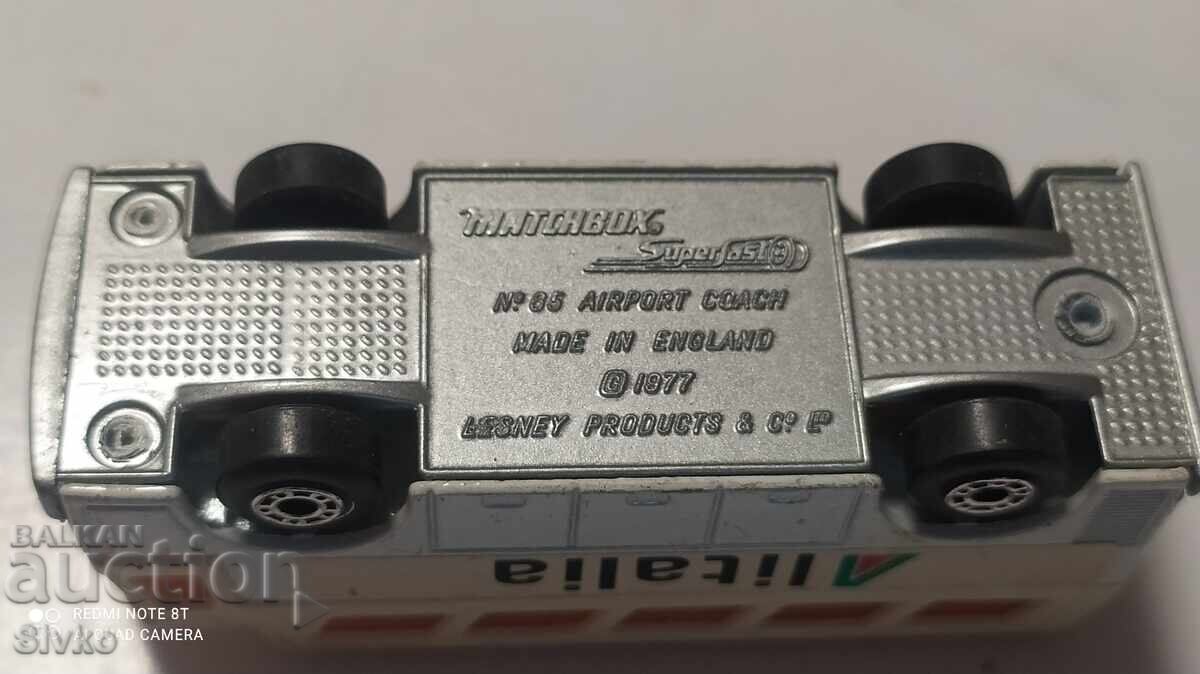 MATCHBOX®
Superfast
Nº 65 AIRPORT COACH
MADE IN ENGLAND
© 1977
LESNEY PRODUCTS & Cº Lᴰ
Alitalia
BALKAN
auction
REDMI NOTE 8T
AI QUAD CAMERA
Sivko